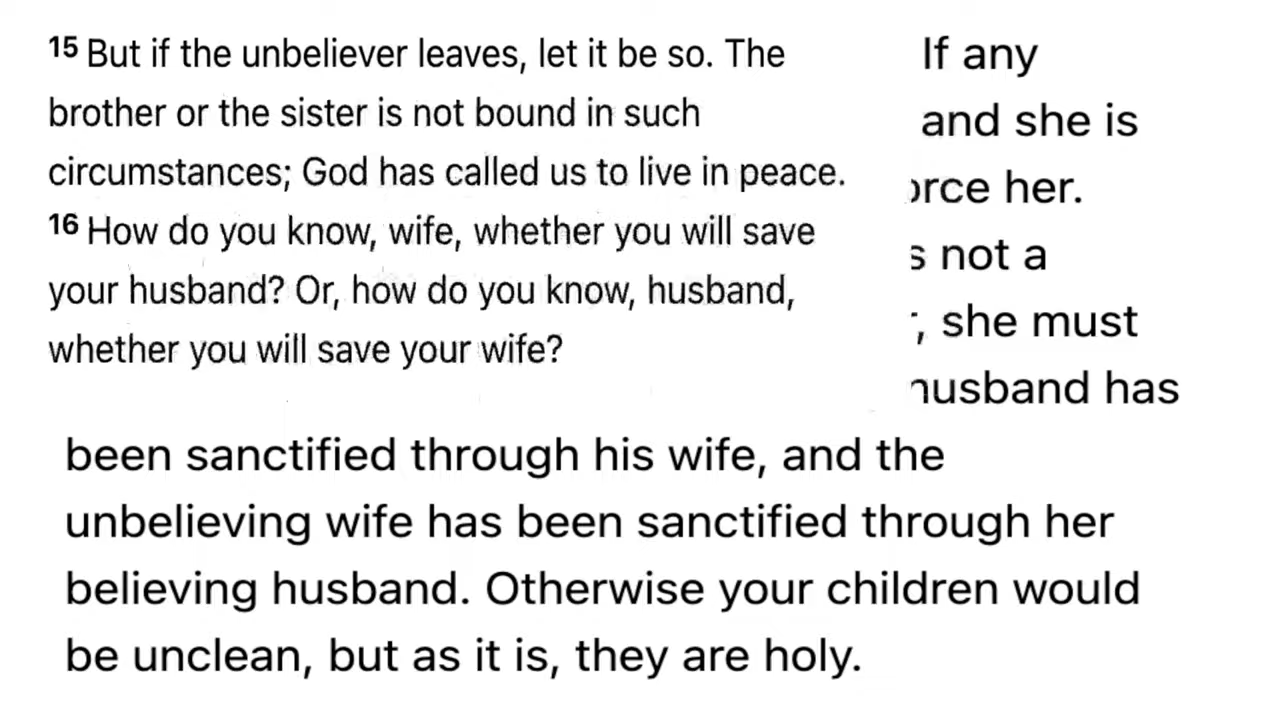 15 But if the unbeliever leaves, let it be so. The
brother or the sister is not bound in such
circumstances; God has called us to live in peace.
16 How do you know, wife, whether you will save
your husband? Or, how do you know, husband,
whether you will save your wife?
If any
and she is
her.
not a
, she must
has
been sanctified through his wife, and the
unbelieving wife has been sanctified through her
believing husband. Otherwise your children would
be unclean, but as it is, they are holy.